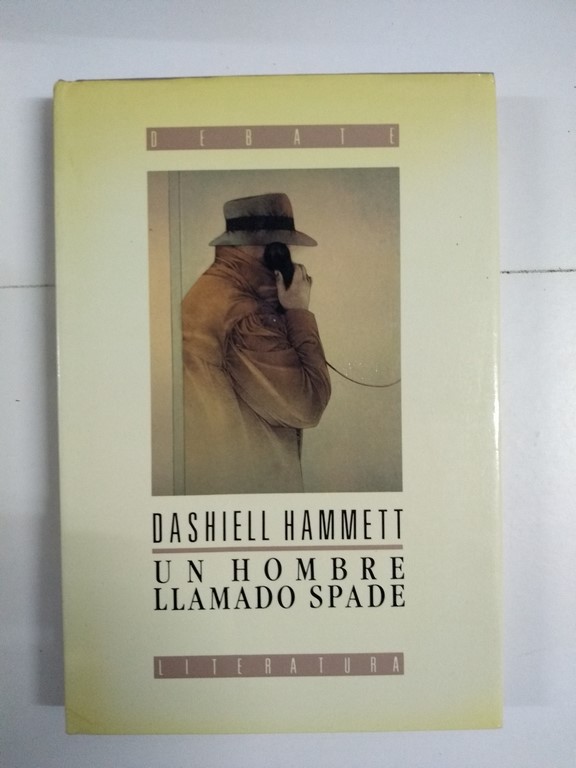 DEBATE
DASHIELL HAMMETT
UN HOMBRE
LLAMADO SPADE
LITERATURA